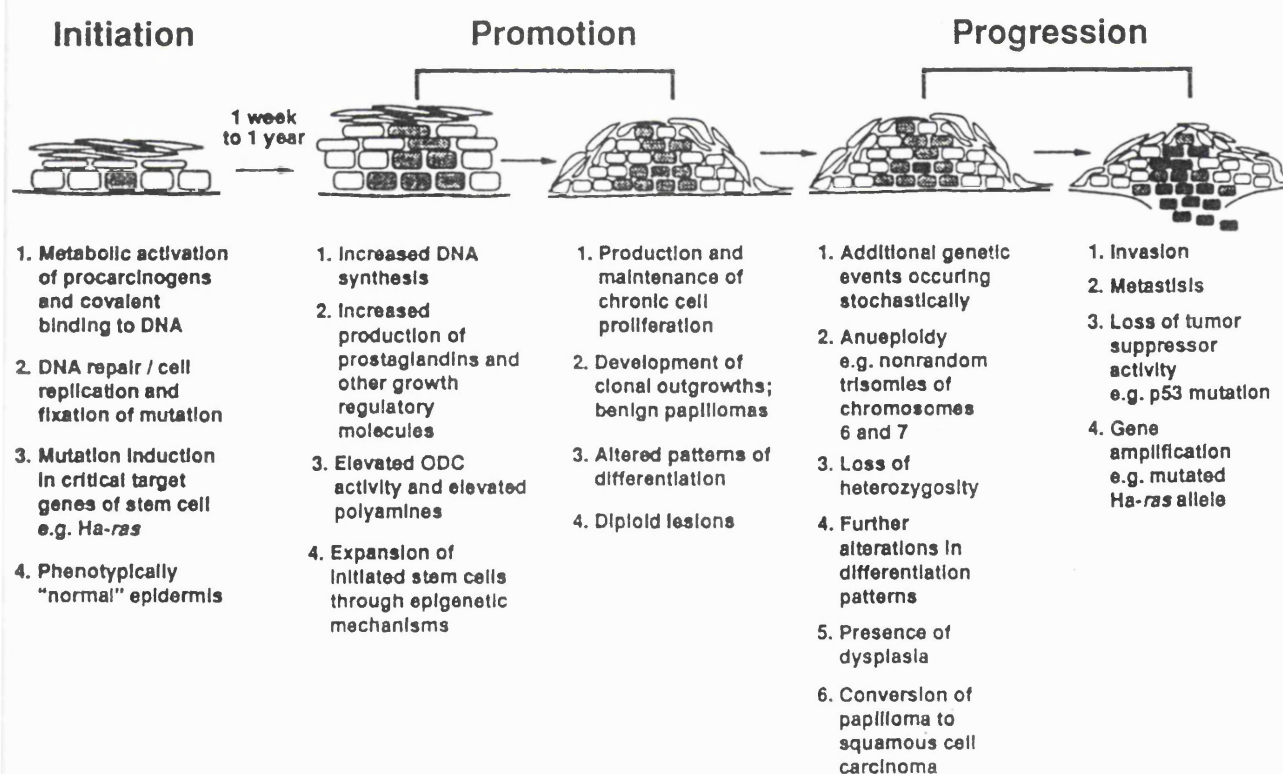 Initiation
Promotion
Progression
1 week
to 1 year
1. Metabolic activation
of procarcinogens
and covalent
binding to DNA
2. DNA repair / cell
replication and
fixation of mutation
3. Mutation induction
in critical target
genes of stem cell
e.g. Ha-ras
4. Phenotypically
"normal" epidermis
1. Increased DNA
synthesis
2. Increased
production of
prostaglandins and
other growth
regulatory
molecules
3. Elevated ODC
activity and elevated
polyamines
4. Expansion of
initiated stem cells
through epigenetic
mechanisms
1. Production and
maintenance of
chronic cell
proliferation
2. Development of
clonal outgrowths;
benign papillomas
3. Altered patterns of
differentiation
4. Diploid lesions
1. Additional genetic
events occuring
stochastically
2. Anueploidy
e.g. nonrandom
trisomies of
chromosomes
6 and 7
3. Loss of
heterozygosity
4. Further
alterations in
differentiation
patterns
5. Presence of
dysplasia
6. Conversion of
papilloma to
squamous cell
carcinoma
1. Invasion
2. Metastisis
3. Loss of tumor
suppressor
activity
e.g. p53 mutation
4. Gene
amplification
e.g. mutated
Ha-ras allele